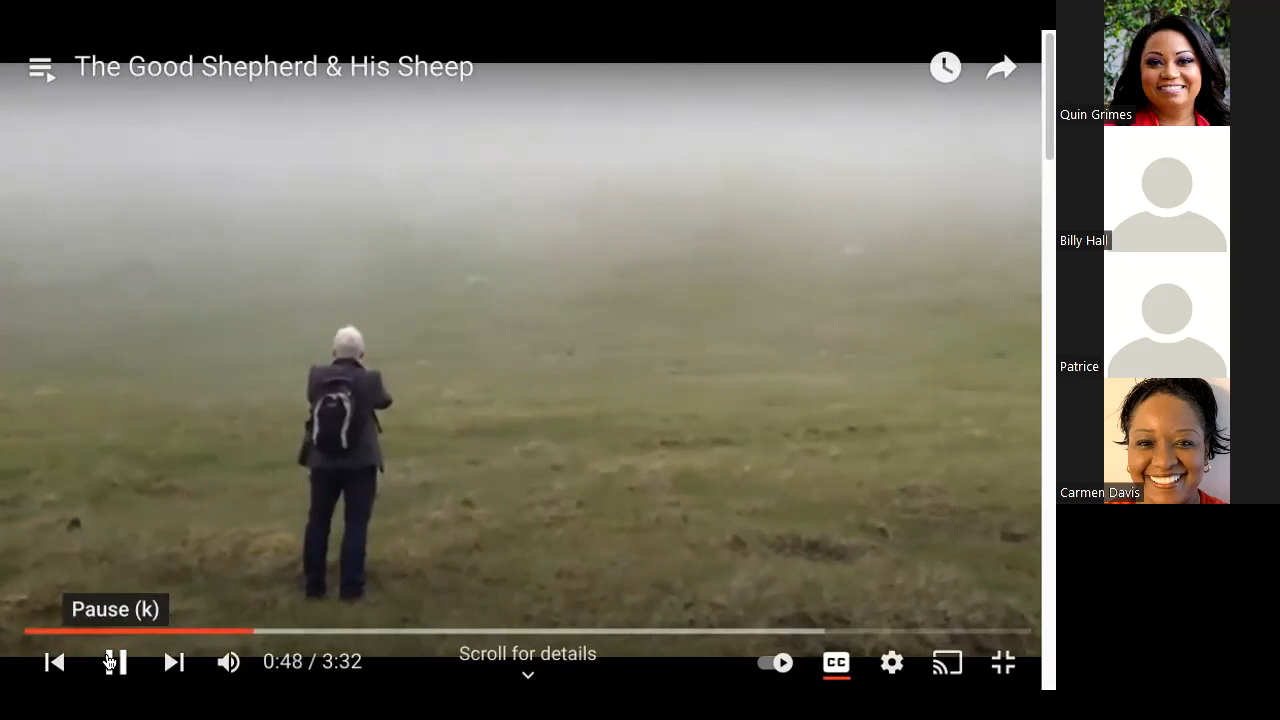 The Good Shepherd & His Sheep
Quin Grimes
Billy Hall
Patrice
Carmen Davis
Pause (k)
0:48 / 3:32
Scroll for details
CC